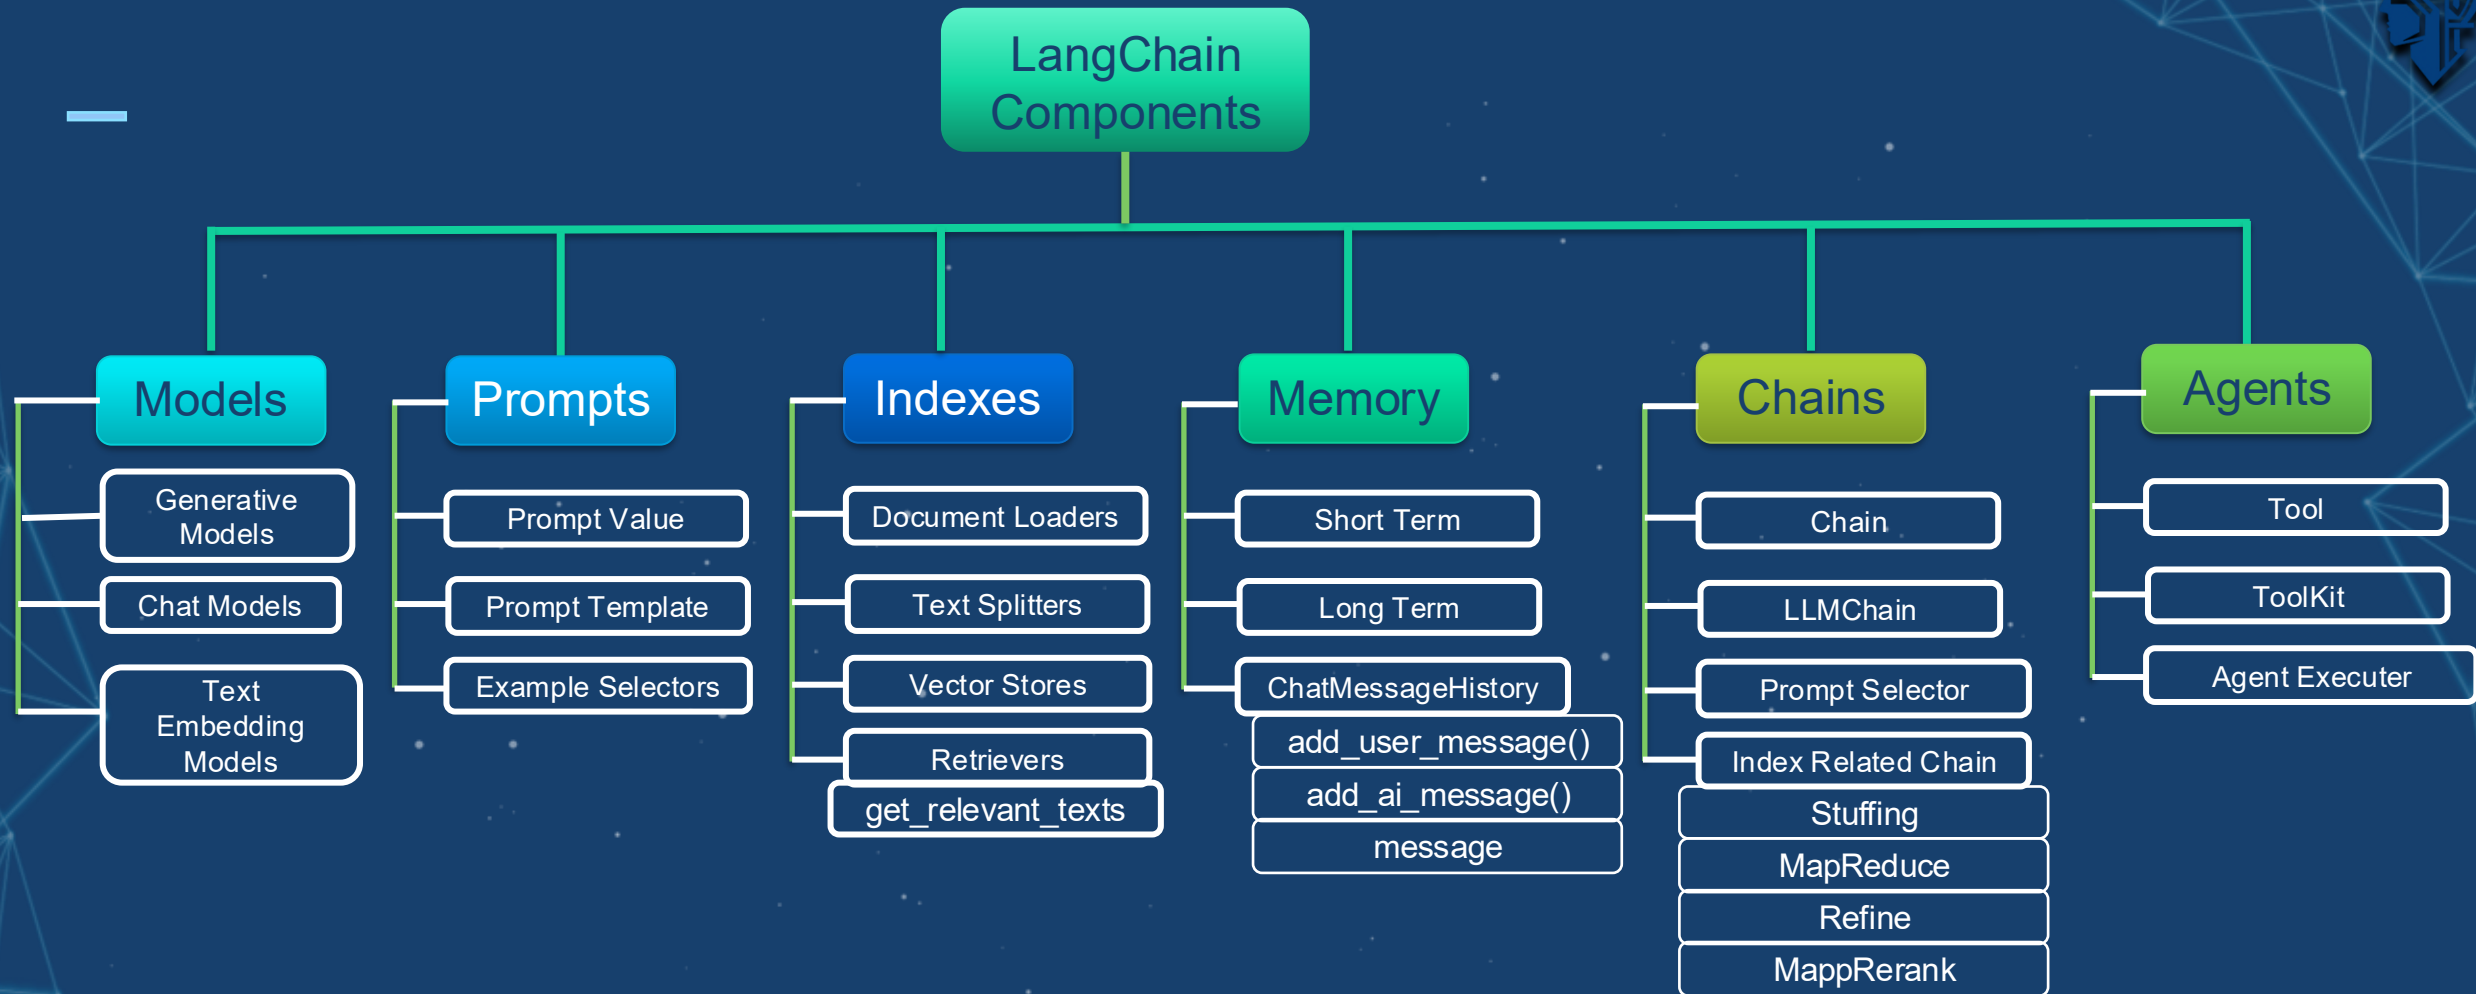 LangChain
Components
Models
Generative
Models
Chat Models
Text
Embedding
Models
Prompts
Prompt Value
Prompt Template
Example Selectors
Indexes
Document Loaders
Text Splitters
Vector Stores
Retrievers
get_relevant_texts
Memory
Short Term
Long Term
ChatMessageHistory
add_user_message()
add_ai_message()
message
Chains
Chain
LLMChain
Prompt Selector
Index Related Chain
Stuffing
MapReduce
Refine
MappRerank
Agents
Tool
ToolKit
Agent Executer